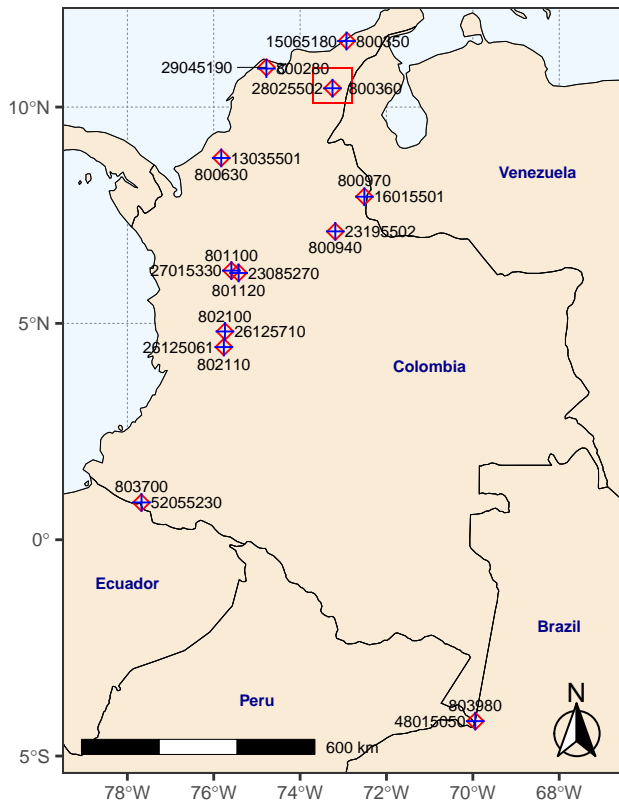 15065180 800350
29045190 800280
10°N
28025502 800360
13035501
Venezuela
800630
800970
16015501
23195502
800940
801100
27015330 23085270
801120
5°N
802100
26125710
26125061
802110
Colombia
803700
52055230
0°
Ecuador
Brazil
Peru
N
803980
48015050
600 km
5°S
78°W 76°W 74°W 72°W 70°W 68°W